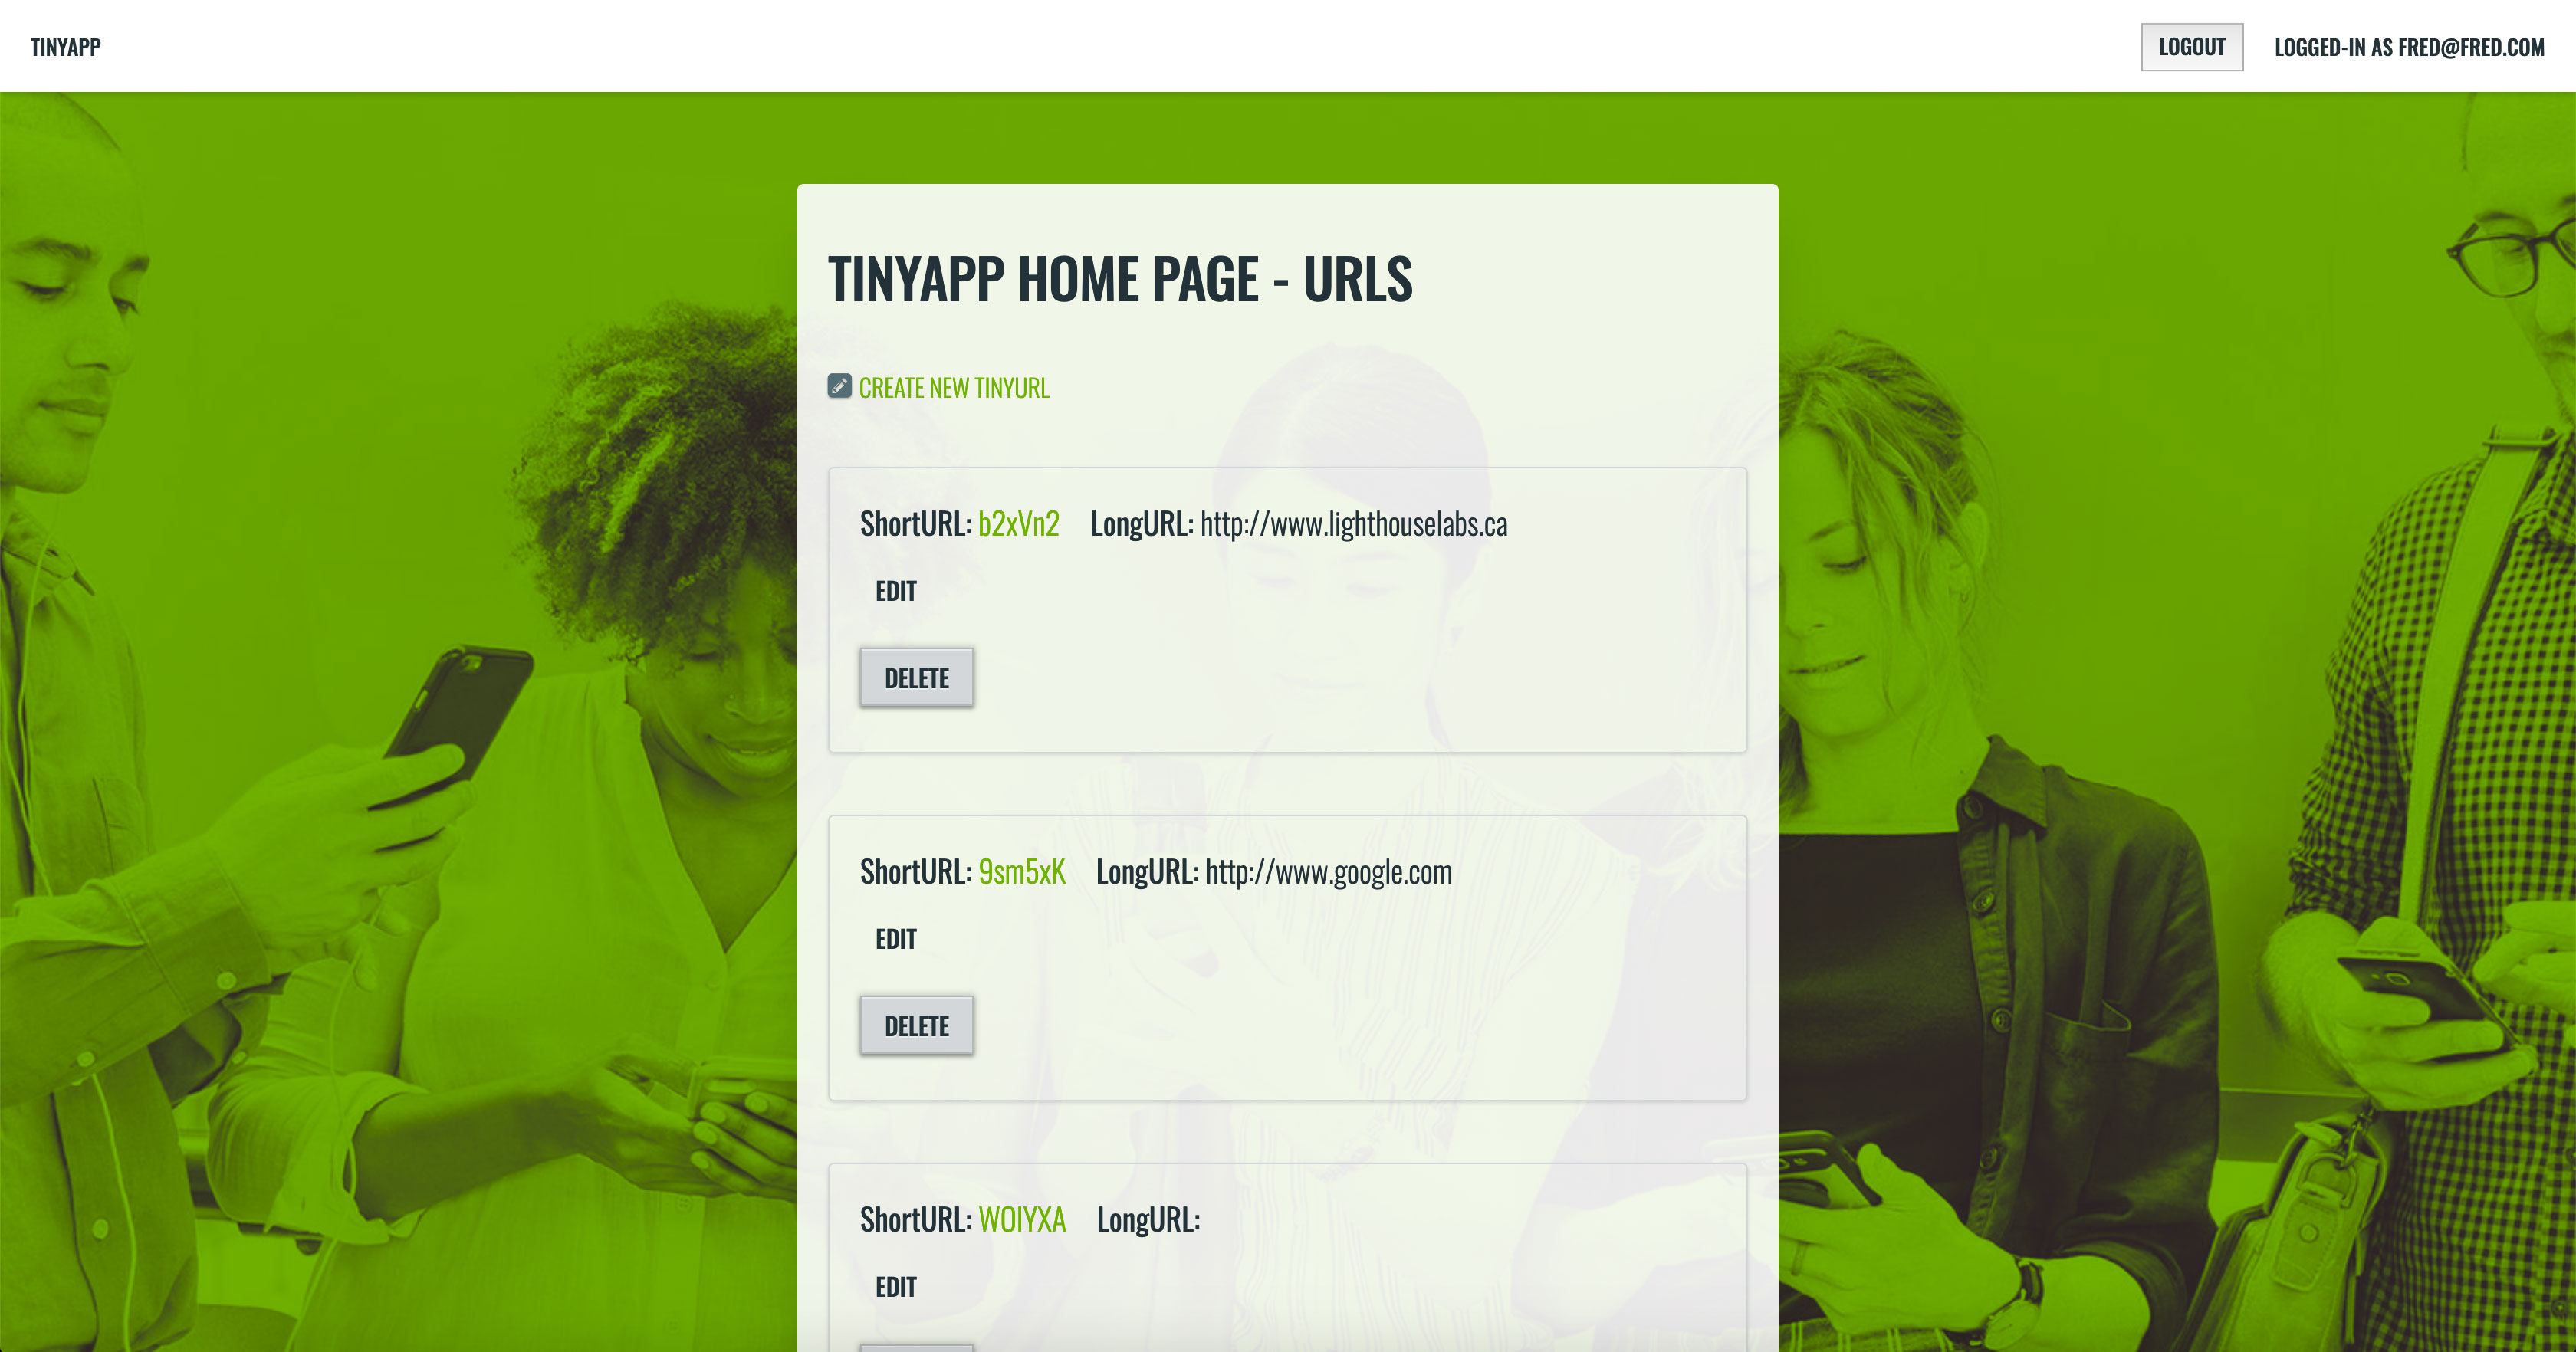 TINYAPP
LOGOUT
LOGGED-IN AS FRED@FRED.COM
TINYAPP HOME PAGE - URLS
CREATE NEW TINYURL
ShortURL: b2xVn2 LongURL: http://www.lighthouselabs.ca
EDIT
DELETE
ShortURL: 9sm5xK LongURL: http://www.google.com
EDIT
DELETE
ShortURL: WOIYXA LongURL:
EDIT